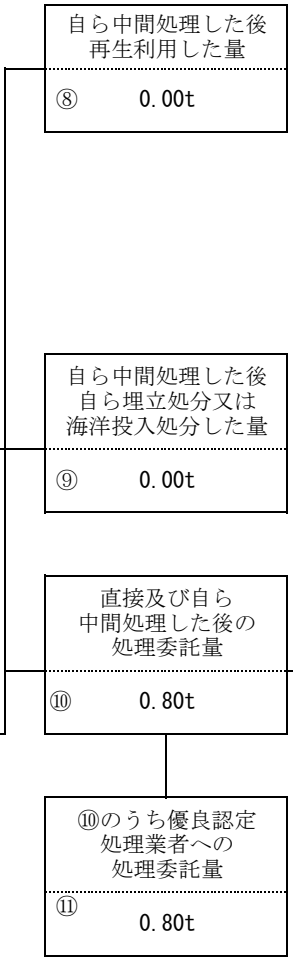 自ら中間処理した後
再生利用した量
⑧ 0.00t
自ら中間処理した後
自ら埋立処分又は
海洋投入処分した量
⑨ 0.00t
直接及び自ら
中間処理した後の
処理委託量
⑩ 0.80t
⑩のうち優良認定
処理業者への
処理委託量
⑪ 0.80t